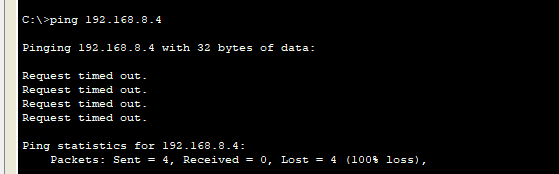 C:\>ping 192.168.8.4
Pinging 192.168.8.4 with 32 bytes of data:
Request timed out.
Request timed out.
Request timed out.
Request timed out.
Ping statistics for 192.168.8.4:
    Packets: Sent = 4, Received = 0, Lost = 4 (100% loss),